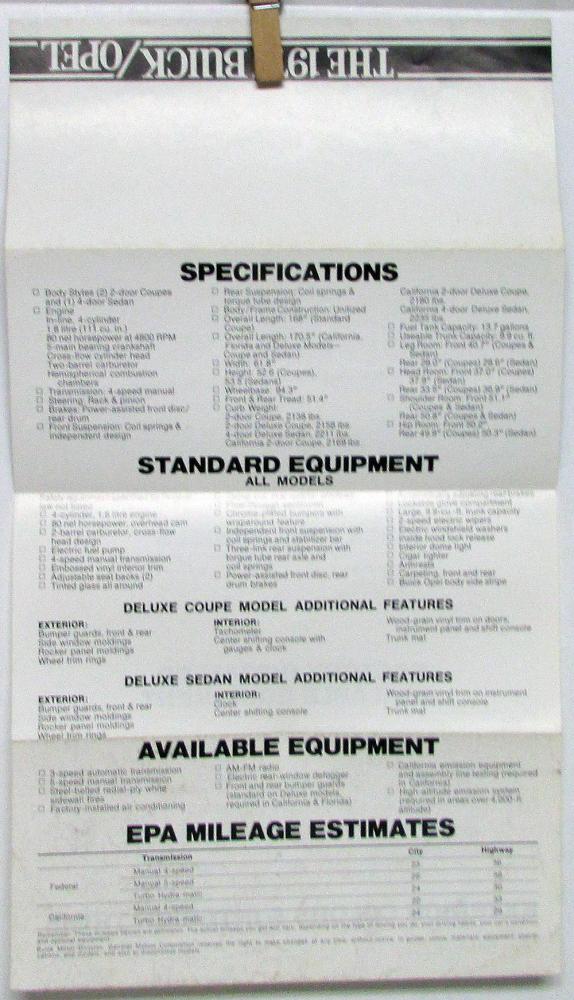 THE 197 BUICK/OPEL
SPECIFICATIONS
Body Styles (2) 2-door Coupes
and (1) 4-door Sedan
Engine
In-line, 4-cylinder
1.8 litre (111 cu. in.)
80 net horsepower at 4800 RPM
5-main bearing crankshaft
Cross-flow cylinder head
Two-barrel carburetor
Hemispherical combustion
chambers
Transmission: 4-speed manual
Steering, Rack & pinion
Brakes: Power-assisted front disc/
rear drum
Front Suspension: Coil springs &
independent design
Rear Suspension: Coil springs &
torque tube design
Body/Frame Construction: Unitized
Overall Length: 168" (Standard
Coupe)
Overall Length: 170.5" (California,
Florida and Deluxe Models—
Coupe and Sedan)
Width: 61.8"
Height: 52.6 (Coupes),
53.5 (Sedans)
Wheelbase: 94.3"
Front & Rear Tread: 51.4"
Curb Weight:
2-door Coupe, 2138 lbs.
2-door Deluxe Coupe, 2158 lbs.
4-door Deluxe Sedan, 2211 lbs.
California 2-door Coupe, 2169 lbs.
California 2-door Deluxe Coupe,
2180 lbs.
California 4-door Deluxe Sedan,
2233 lbs.
Fuel Tank Capacity: 13.7 gallons
Useable Trunk Capacity: 9.9 cu. ft.
Leg Room: Front 40.7" (Coupes &
Sedan)
Rear 29.0" (Coupes) 29.6" (Sedan)
Head Room: Front 37.0" (Coupes)
37.8" (Sedan)
Rear 33.5" (Coupes) 36.9" (Sedan)
Shoulder Room: Front 51.1"
(Coupes & Sedan)
Rear 50.8" (Coupes & Sedan)
Hip Room: Front 50.2"
Rear 49.8" (Coupes) 50.3" (Sedan)
STANDARD EQUIPMENT
ALL MODELS
4-cylinder, 1.8 litre engine
80 net horsepower, overhead cam
2-barrel carburetor, cross-flow
head design
Electric fuel pump
4-speed manual transmission
Embossed vinyl interior trim
Adjustable seat backs (2)
Tinted glass all around
Chrome-plated bumpers with
wraparound feature
Independent front suspension with
coil springs and stabilizer bar
Three-link rear suspension with
torque tube rear axle and
coil springs
Power-assisted front disc, rear
drum brakes
Lockable glove compartment
Large, 9.9-cu.-ft. trunk capacity
2-speed electric wipers
Electric windshield washers
Inside hood lock release
Interior dome light
Cigar lighter
Armrests
Carpeting, front and rear
Buick Opel body side stripe
DELUXE COUPE MODEL ADDITIONAL FEATURES
EXTERIOR:
Bumper guards, front & rear
Side window moldings
Rocker panel moldings
Wheel trim rings
INTERIOR:
Tachometer
Center shifting console with
gauges & clock
Wood-grain vinyl trim on doors,
instrument panel and shift console
Trunk mat
DELUXE SEDAN MODEL ADDITIONAL FEATURES
EXTERIOR:
Bumper guards, front & rear
Side window moldings
Rocker panel moldings
Wheel trim rings
INTERIOR:
Clock
Center shifting console
Wood-grain vinyl trim on instrument
panel and shift console
Trunk mat
AVAILABLE EQUIPMENT
3-speed automatic transmission
5-speed manual transmission
Steel-belted radial-ply white
sidewall tires
Factory-installed air conditioning
AM-FM radio
Electric rear-window defogger
Front and rear bumper guards
(standard on Deluxe models,
required in California & Florida)
California emission equipment
and assembly line testing (required
in California)
High altitude emission system
(required in areas over 4,000-ft.
altitude)
EPA MILEAGE ESTIMATES
Transmission City Highway
Manual 4-speed
Federal Manual 5-speed
Turbo Hydra-matic
California Manual 4-speed
Turbo Hydra-matic